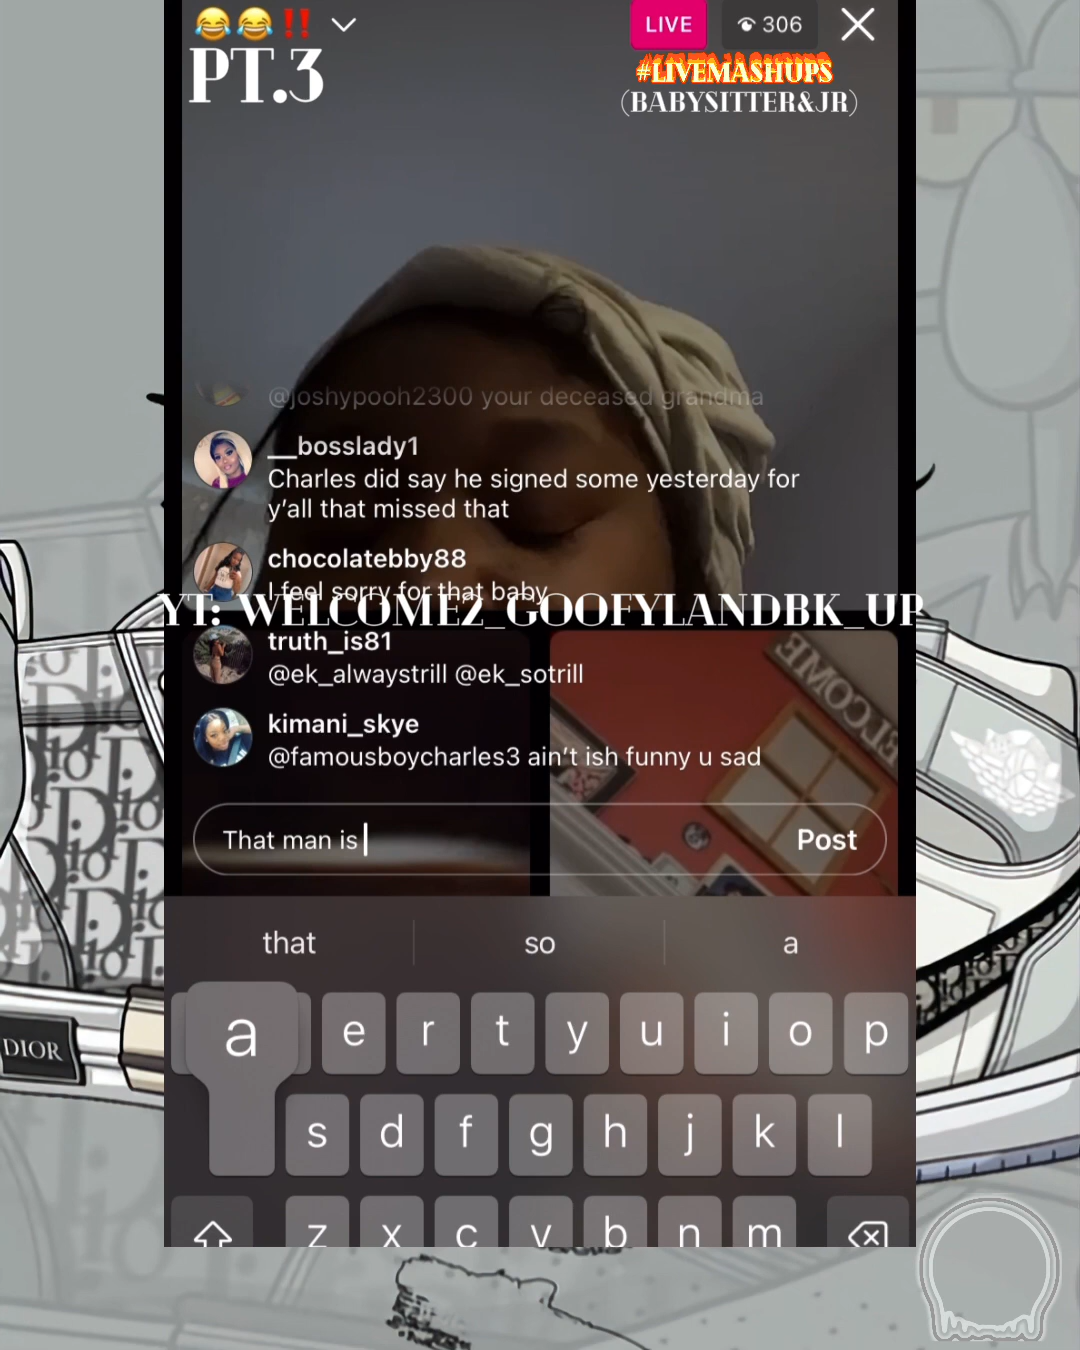 😂😂‼️
LIVE
306
PT.3
#LIVEMASHUPS
(BABYSITTER&JR)
@joshypooh2300 your deceased grandma
__bosslady1
Charles did say he signed some yesterday for
y'all that missed that
chocolatebby88
I feel sorry for that baby
YT: WELCOMEZ_GOOFYLANDBK_UP
truth_is81
@ek_alwaystrill @ek_sotrill
kimani_skye
@famousboycharles3 ain't ish funny u sad
ELCOME
That man is
Post
that so a
a e r t y u i o p
s d f g h j k l
z x c v b n m
DIOR
Dior